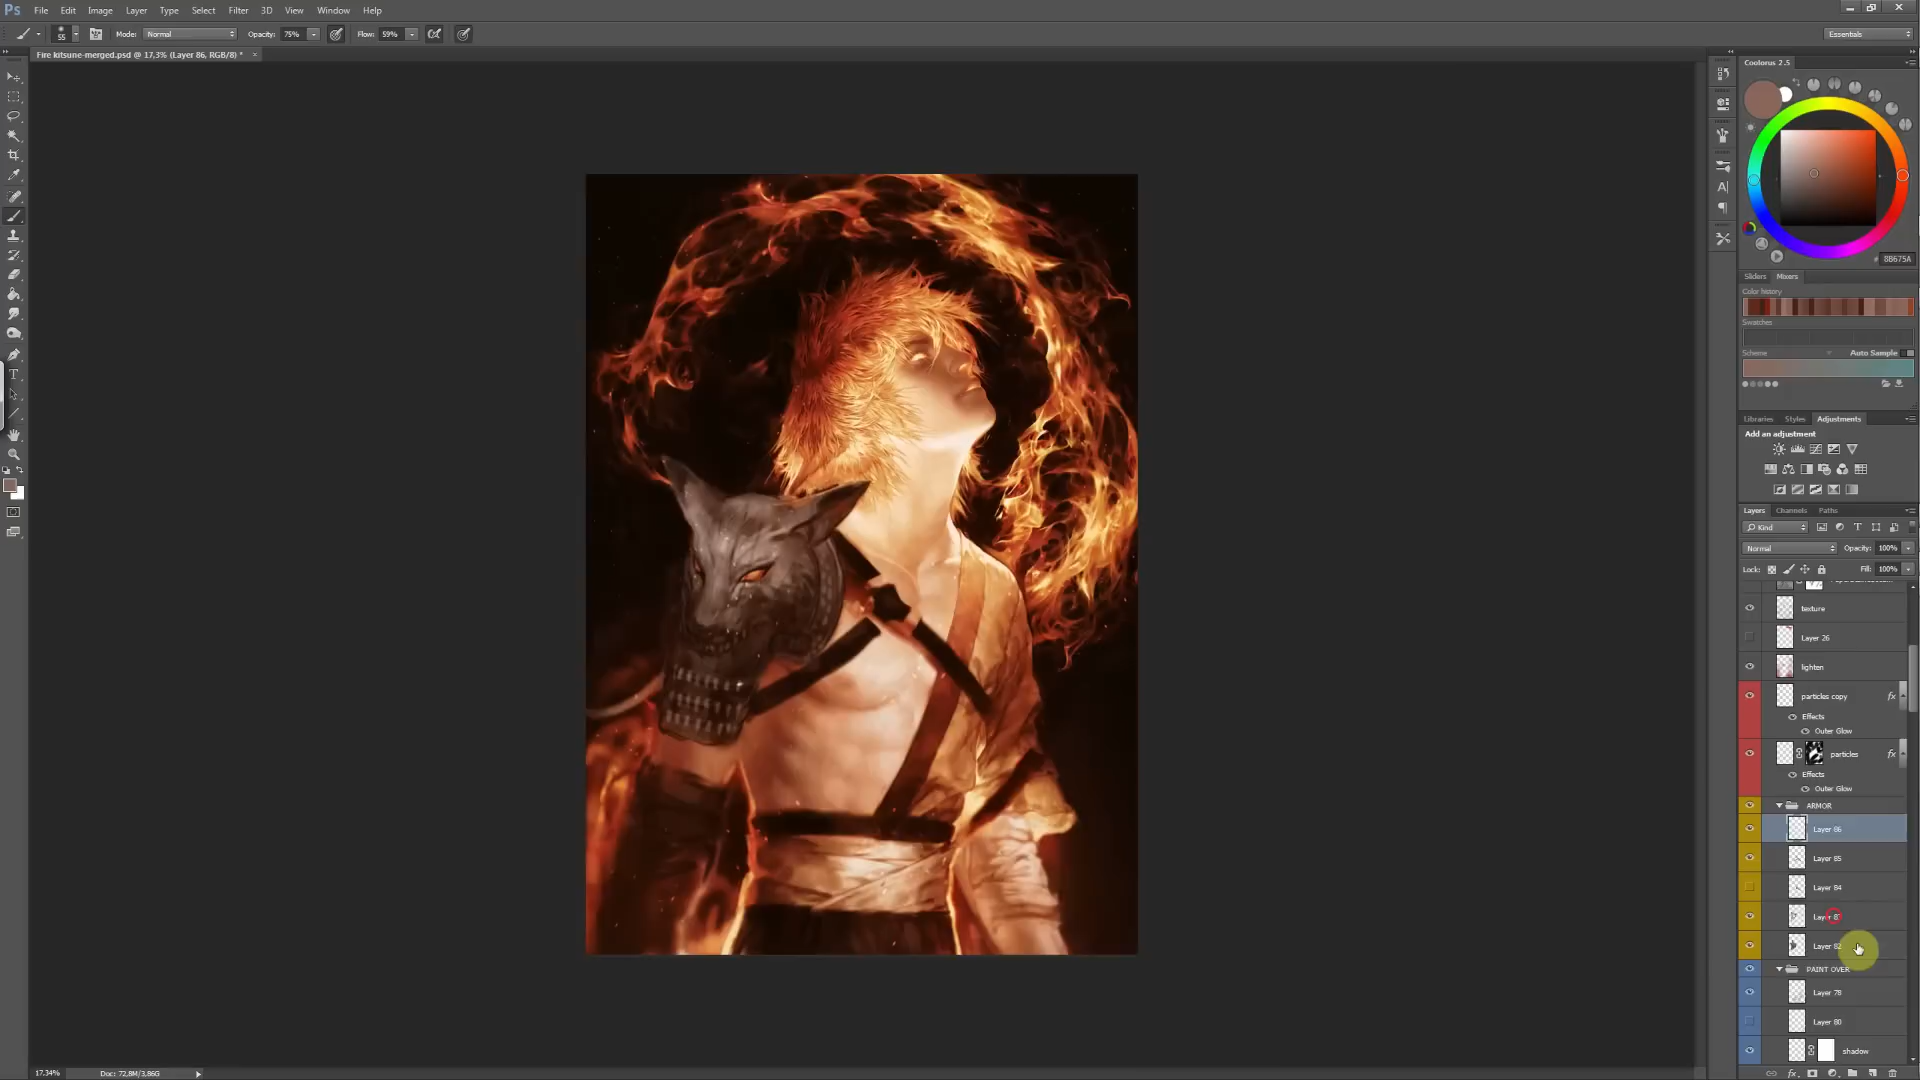 Ps File Edit Image Layer Type Select Filter 3D View Window Help
55 Mode: Normal Opacity: 75% Flow: 59% Essentials
Fire kitsune-merged.psd @ 17,3% (Layer 86, RGB/8) *
Coolorus 2.5
# 8B675A
Sliders Mixers
Color history
Swatches
Scheme Auto Sample
Libraries Styles Adjustments
Add an adjustment
Layers Channels Paths
Kind
Normal Opacity: 100%
Lock: Fill: 100%
texture
Layer 26
lighten
particles copy fx
Effects
Outer Glow
particles fx
Effects
Outer Glow
ARMOR
Layer 86
Layer 85
Layer 84
Layer
Layer 82
PAINT OVER
Layer 78
Layer 80
shadow
17.34% Doc: 72,8M/3,86G